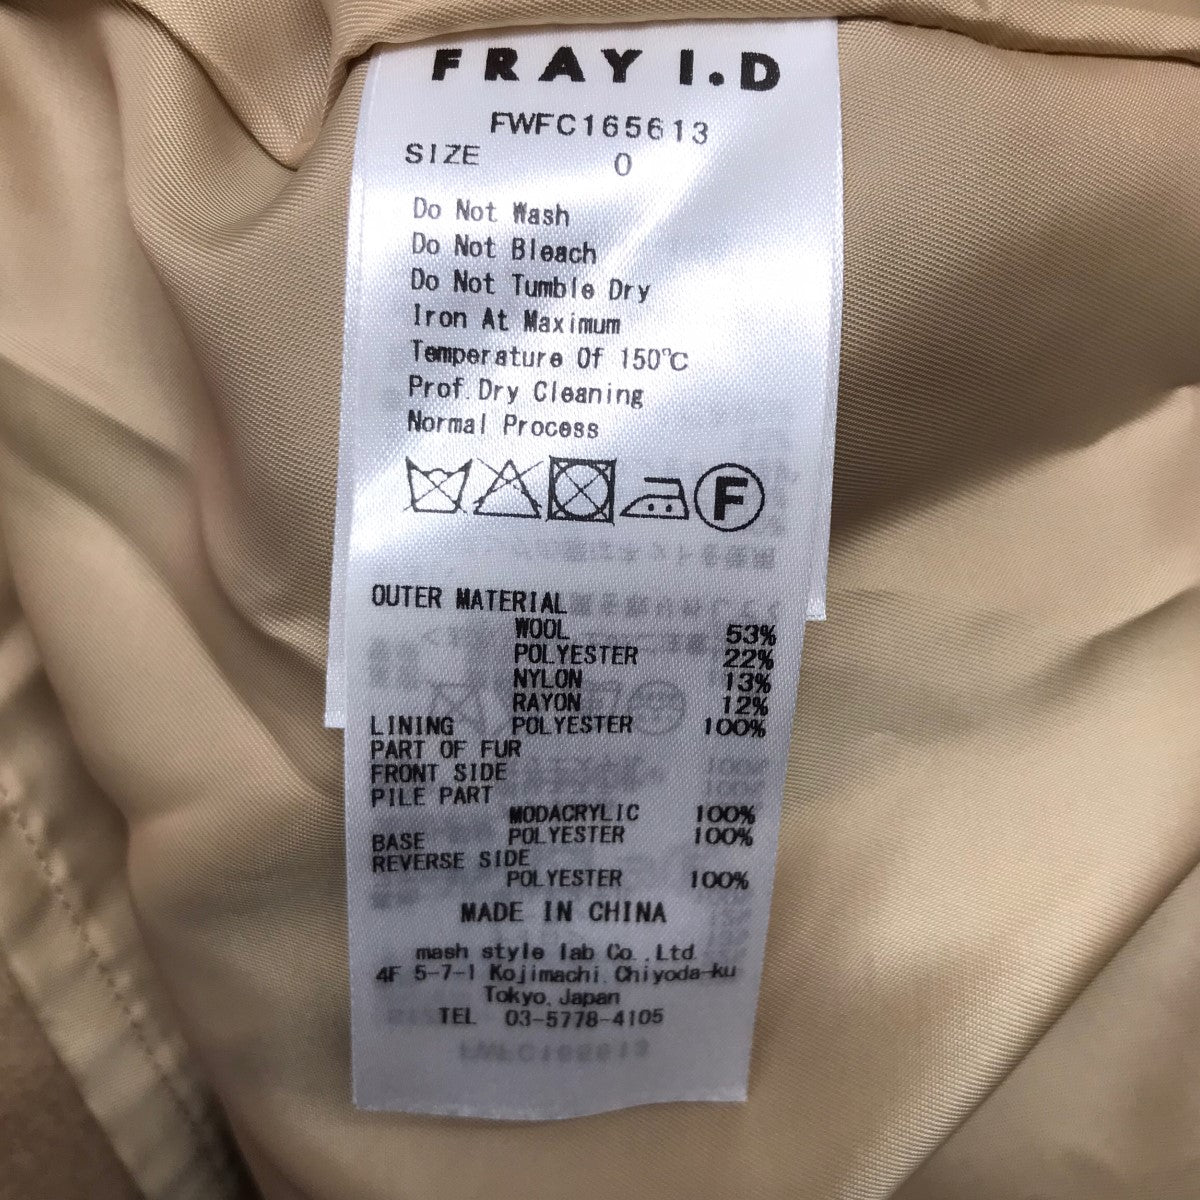 FRAY I.D
FWFC165613
SIZE 0
Do Not Wash
Do Not Bleach
Do Not Tumble Dry
Iron At Maximum
Temperature Of 150℃
Prof.Dry Cleaning
Normal Process
F
OUTER MATERIAL
WOOL 53%
POLYESTER 22%
NYLON 13%
RAYON 12%
LINING POLYESTER 100%
PART OF FUR
FRONT SIDE
PILE PART
MODACRYLIC 100%
BASE POLYESTER 100%
REVERSE SIDE
POLYESTER 100%
MADE IN CHINA
mash style lab Co.,Ltd.
4F 5-7-1 Kojimachi,Chiyoda-ku
Tokyo,Japan
TEL 03-5778-4105